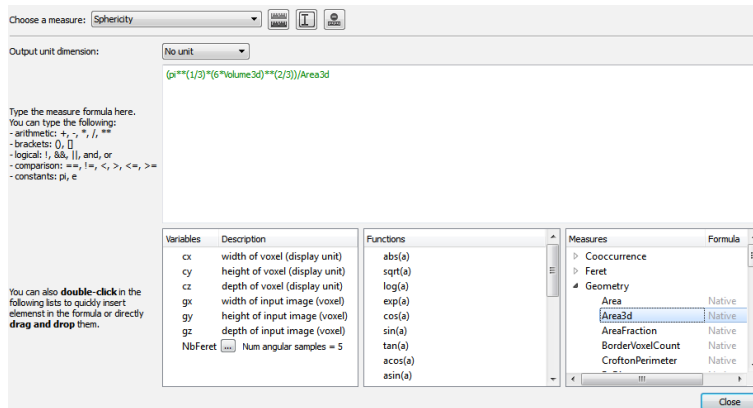 Choose a measure: Sphericity
Output unit dimension: No unit
(pi**(1/3)*(6*Volume3d)**(2/3))/Area3d
Type the measure formula here.
You can type the following:
- arithmetic: +, -, *, /, **
- brackets: (), []
- logical: !, &&, ||, and, or
- comparison: ==, !=, <, >, <=, >=
- constants: pi, e
You can also double-click in the
following lists to quickly insert
elemenst in the formula or directly
drag and drop them.
Variables Description
cx width of voxel (display unit)
cy height of voxel (display unit)
cz depth of voxel (display unit)
gx width of input image (voxel)
gy height of input image (voxel)
gz depth of input image (voxel)
NbFeret ... Num angular samples = 5
Functions
abs(a)
sqrt(a)
log(a)
exp(a)
cos(a)
sin(a)
tan(a)
acos(a)
asin(a)
Measures Formula
Cooccurrence
Feret
Geometry
Area Native
Area3d Native
AreaFraction Native
BorderVoxelCount Native
CroftonPerimeter Native
Close